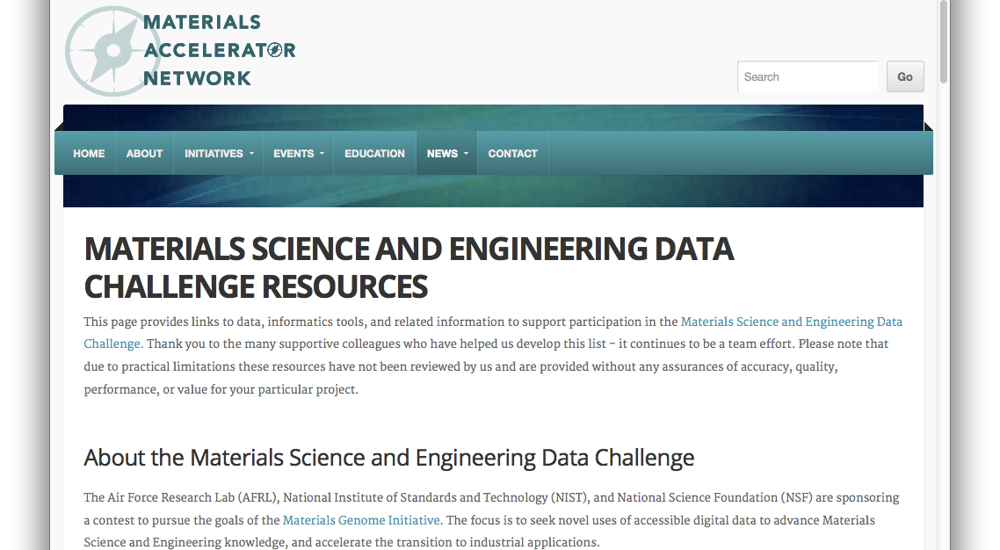 MATERIALS
ACCELERATOR
NETWORK
Search
Go
HOME ABOUT INITIATIVES EVENTS EDUCATION NEWS CONTACT
MATERIALS SCIENCE AND ENGINEERING DATA
CHALLENGE RESOURCES
This page provides links to data, informatics tools, and related information to support participation in the Materials Science and Engineering Data
Challenge. Thank you to the many supportive colleagues who have helped us develop this list – it continues to be a team effort. Please note that
due to practical limitations these resources have not been reviewed by us and are provided without any assurances of accuracy, quality,
performance, or value for your particular project.
About the Materials Science and Engineering Data Challenge
The Air Force Research Lab (AFRL), National Institute of Standards and Technology (NIST), and National Science Foundation (NSF) are sponsoring
a contest to pursue the goals of the Materials Genome Initiative. The focus is to seek novel uses of accessible digital data to advance Materials
Science and Engineering knowledge, and accelerate the transition to industrial applications.